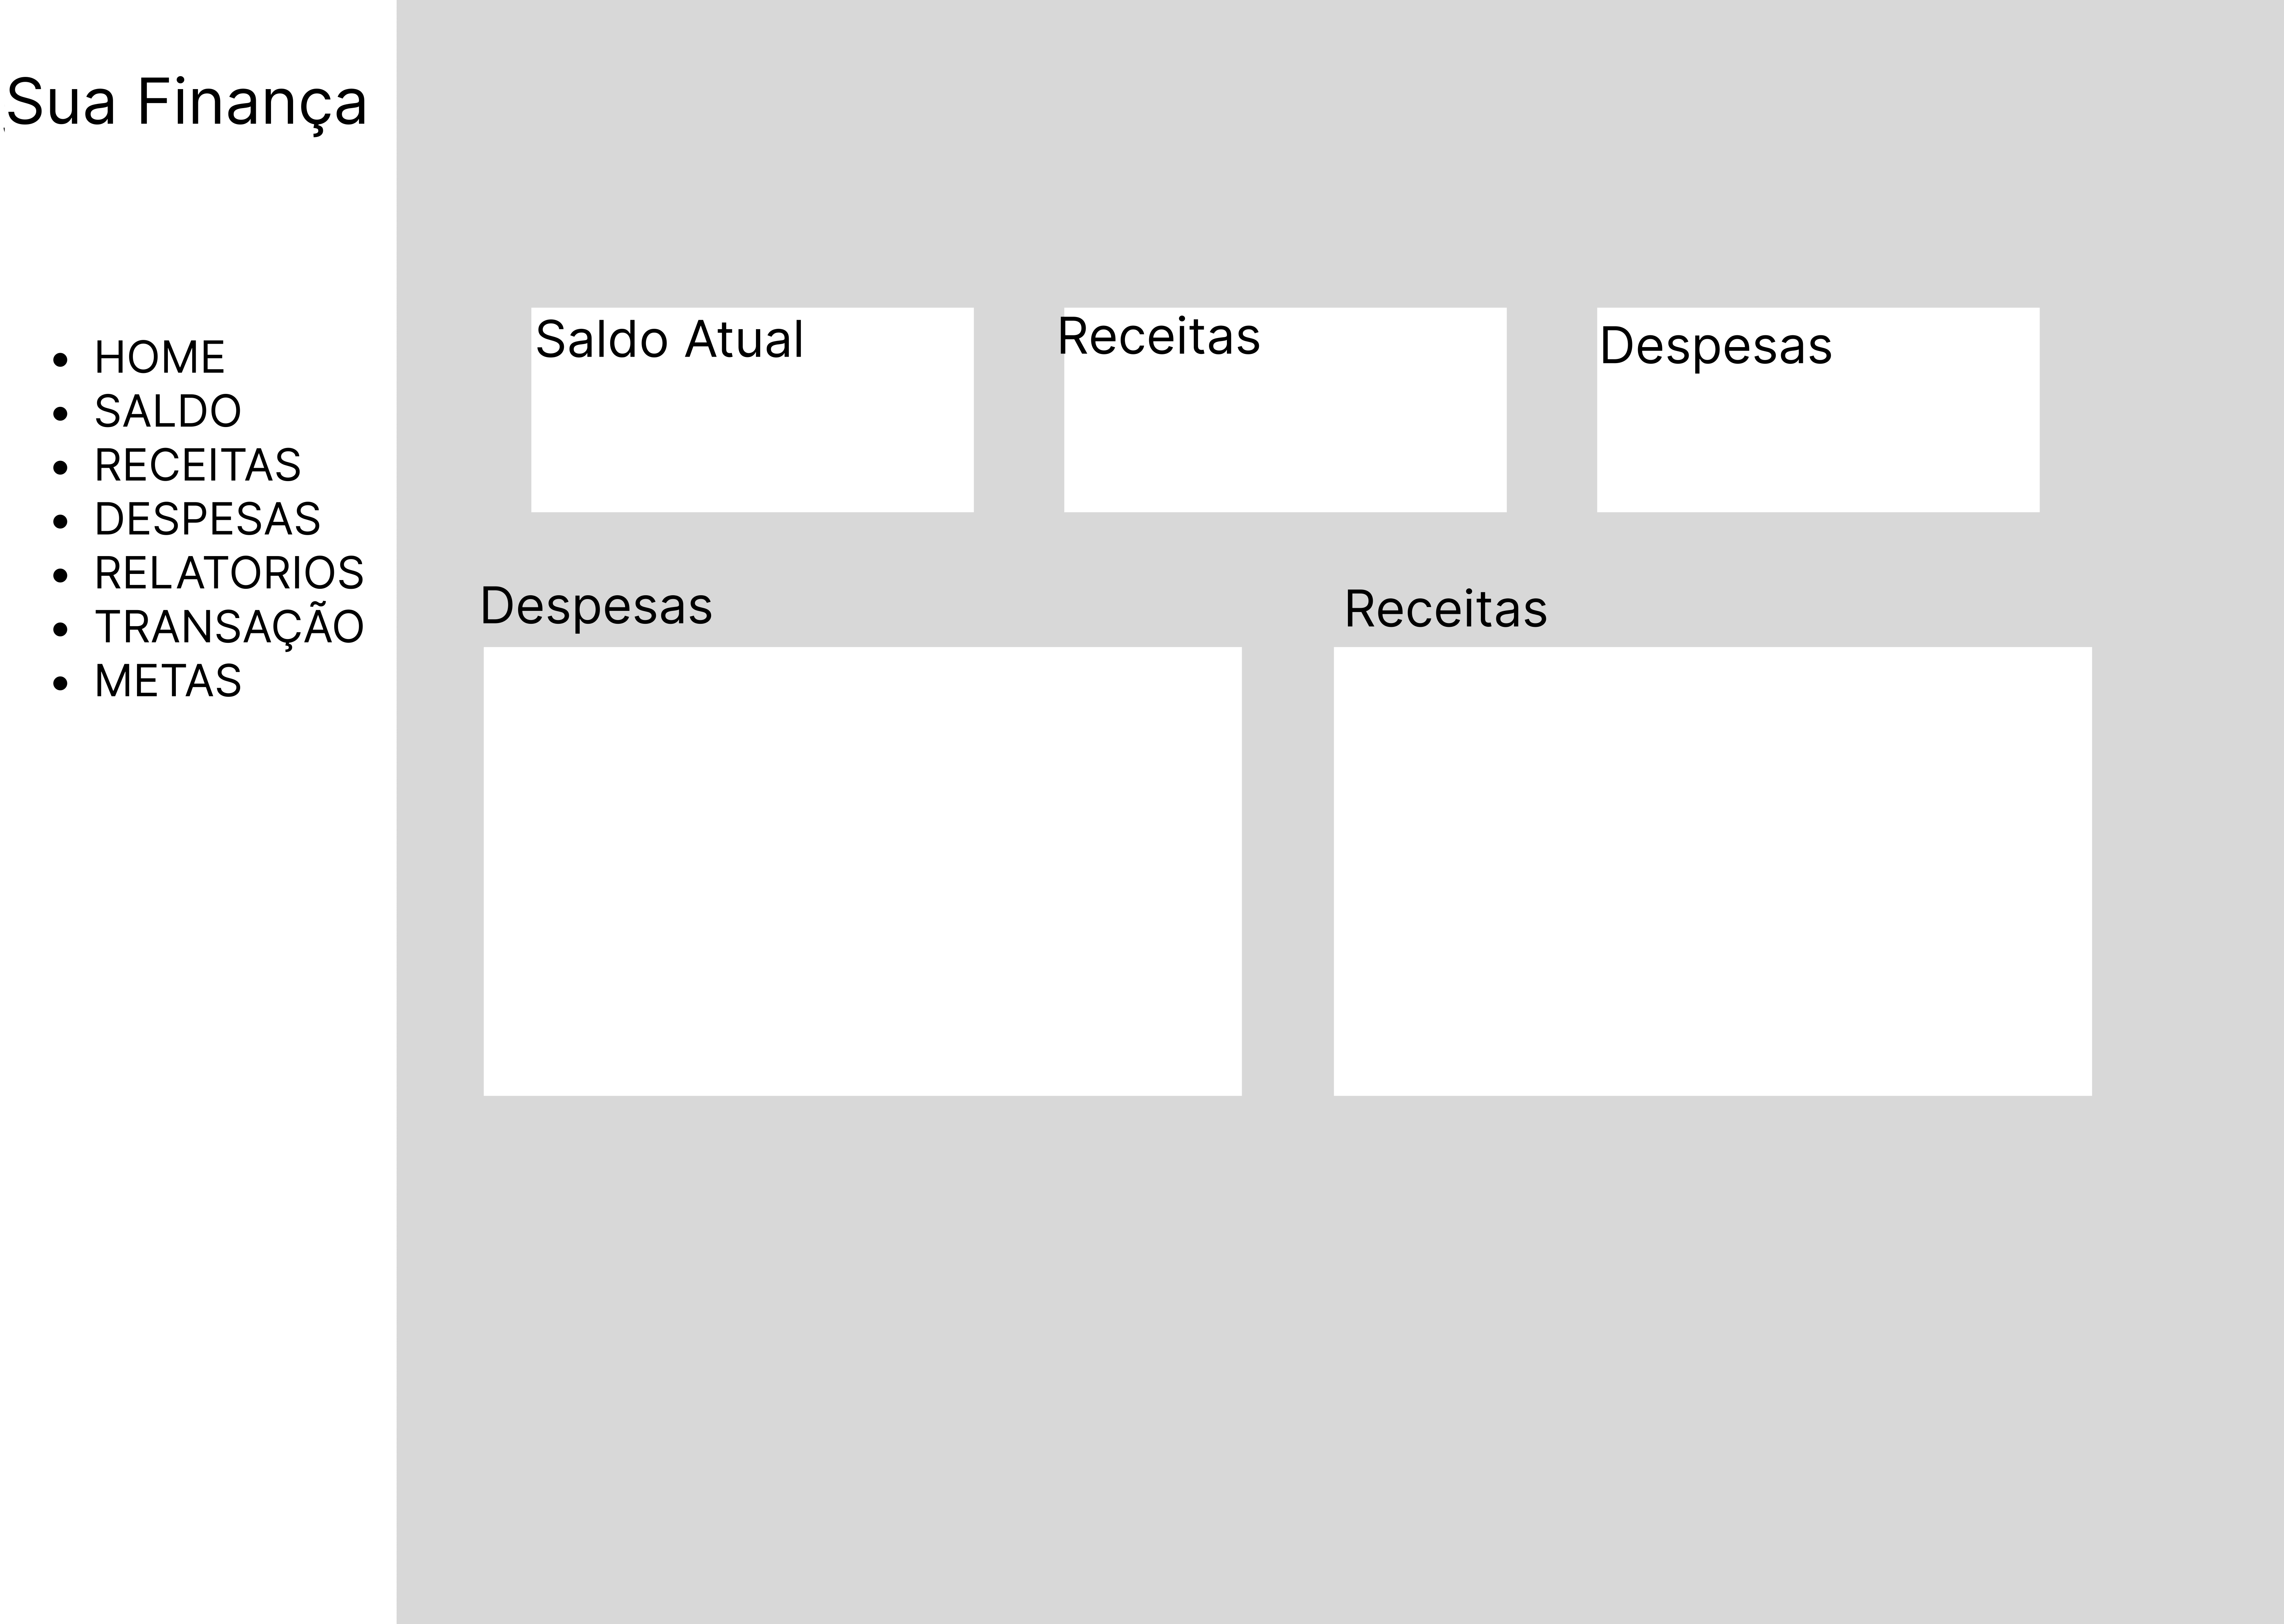 Sua Finança
• HOME
• SALDO
• RECEITAS
• DESPESAS
• RELATORIOS
• TRANSAÇÃO
• METAS
Saldo Atual
Receitas
Despesas
Despesas
Receitas